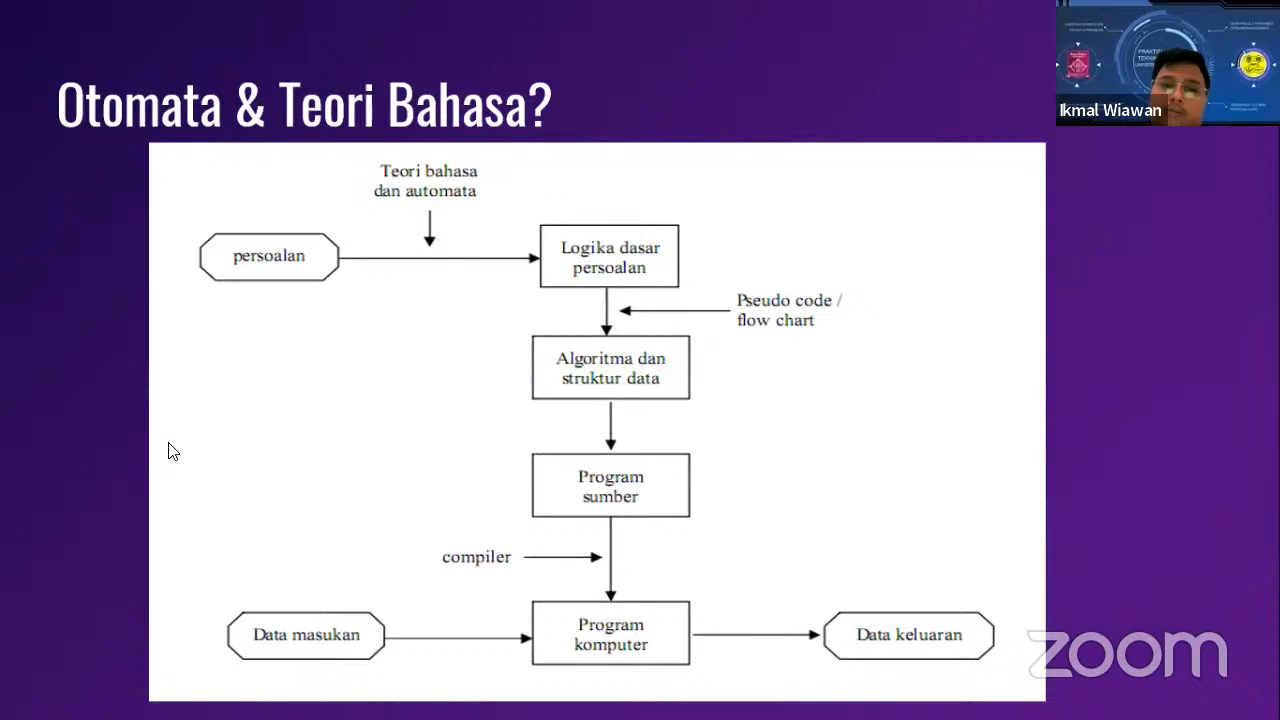 Otomata & Teori Bahasa?
Ikmal Wiawan
Teori bahasa
dan automata
persoalan
Logika dasar
persoalan
Pseudo code /
flow chart
Algoritma dan
struktur data
Program
sumber
compiler
Data masukan
Program
komputer
Data keluaran
zoom